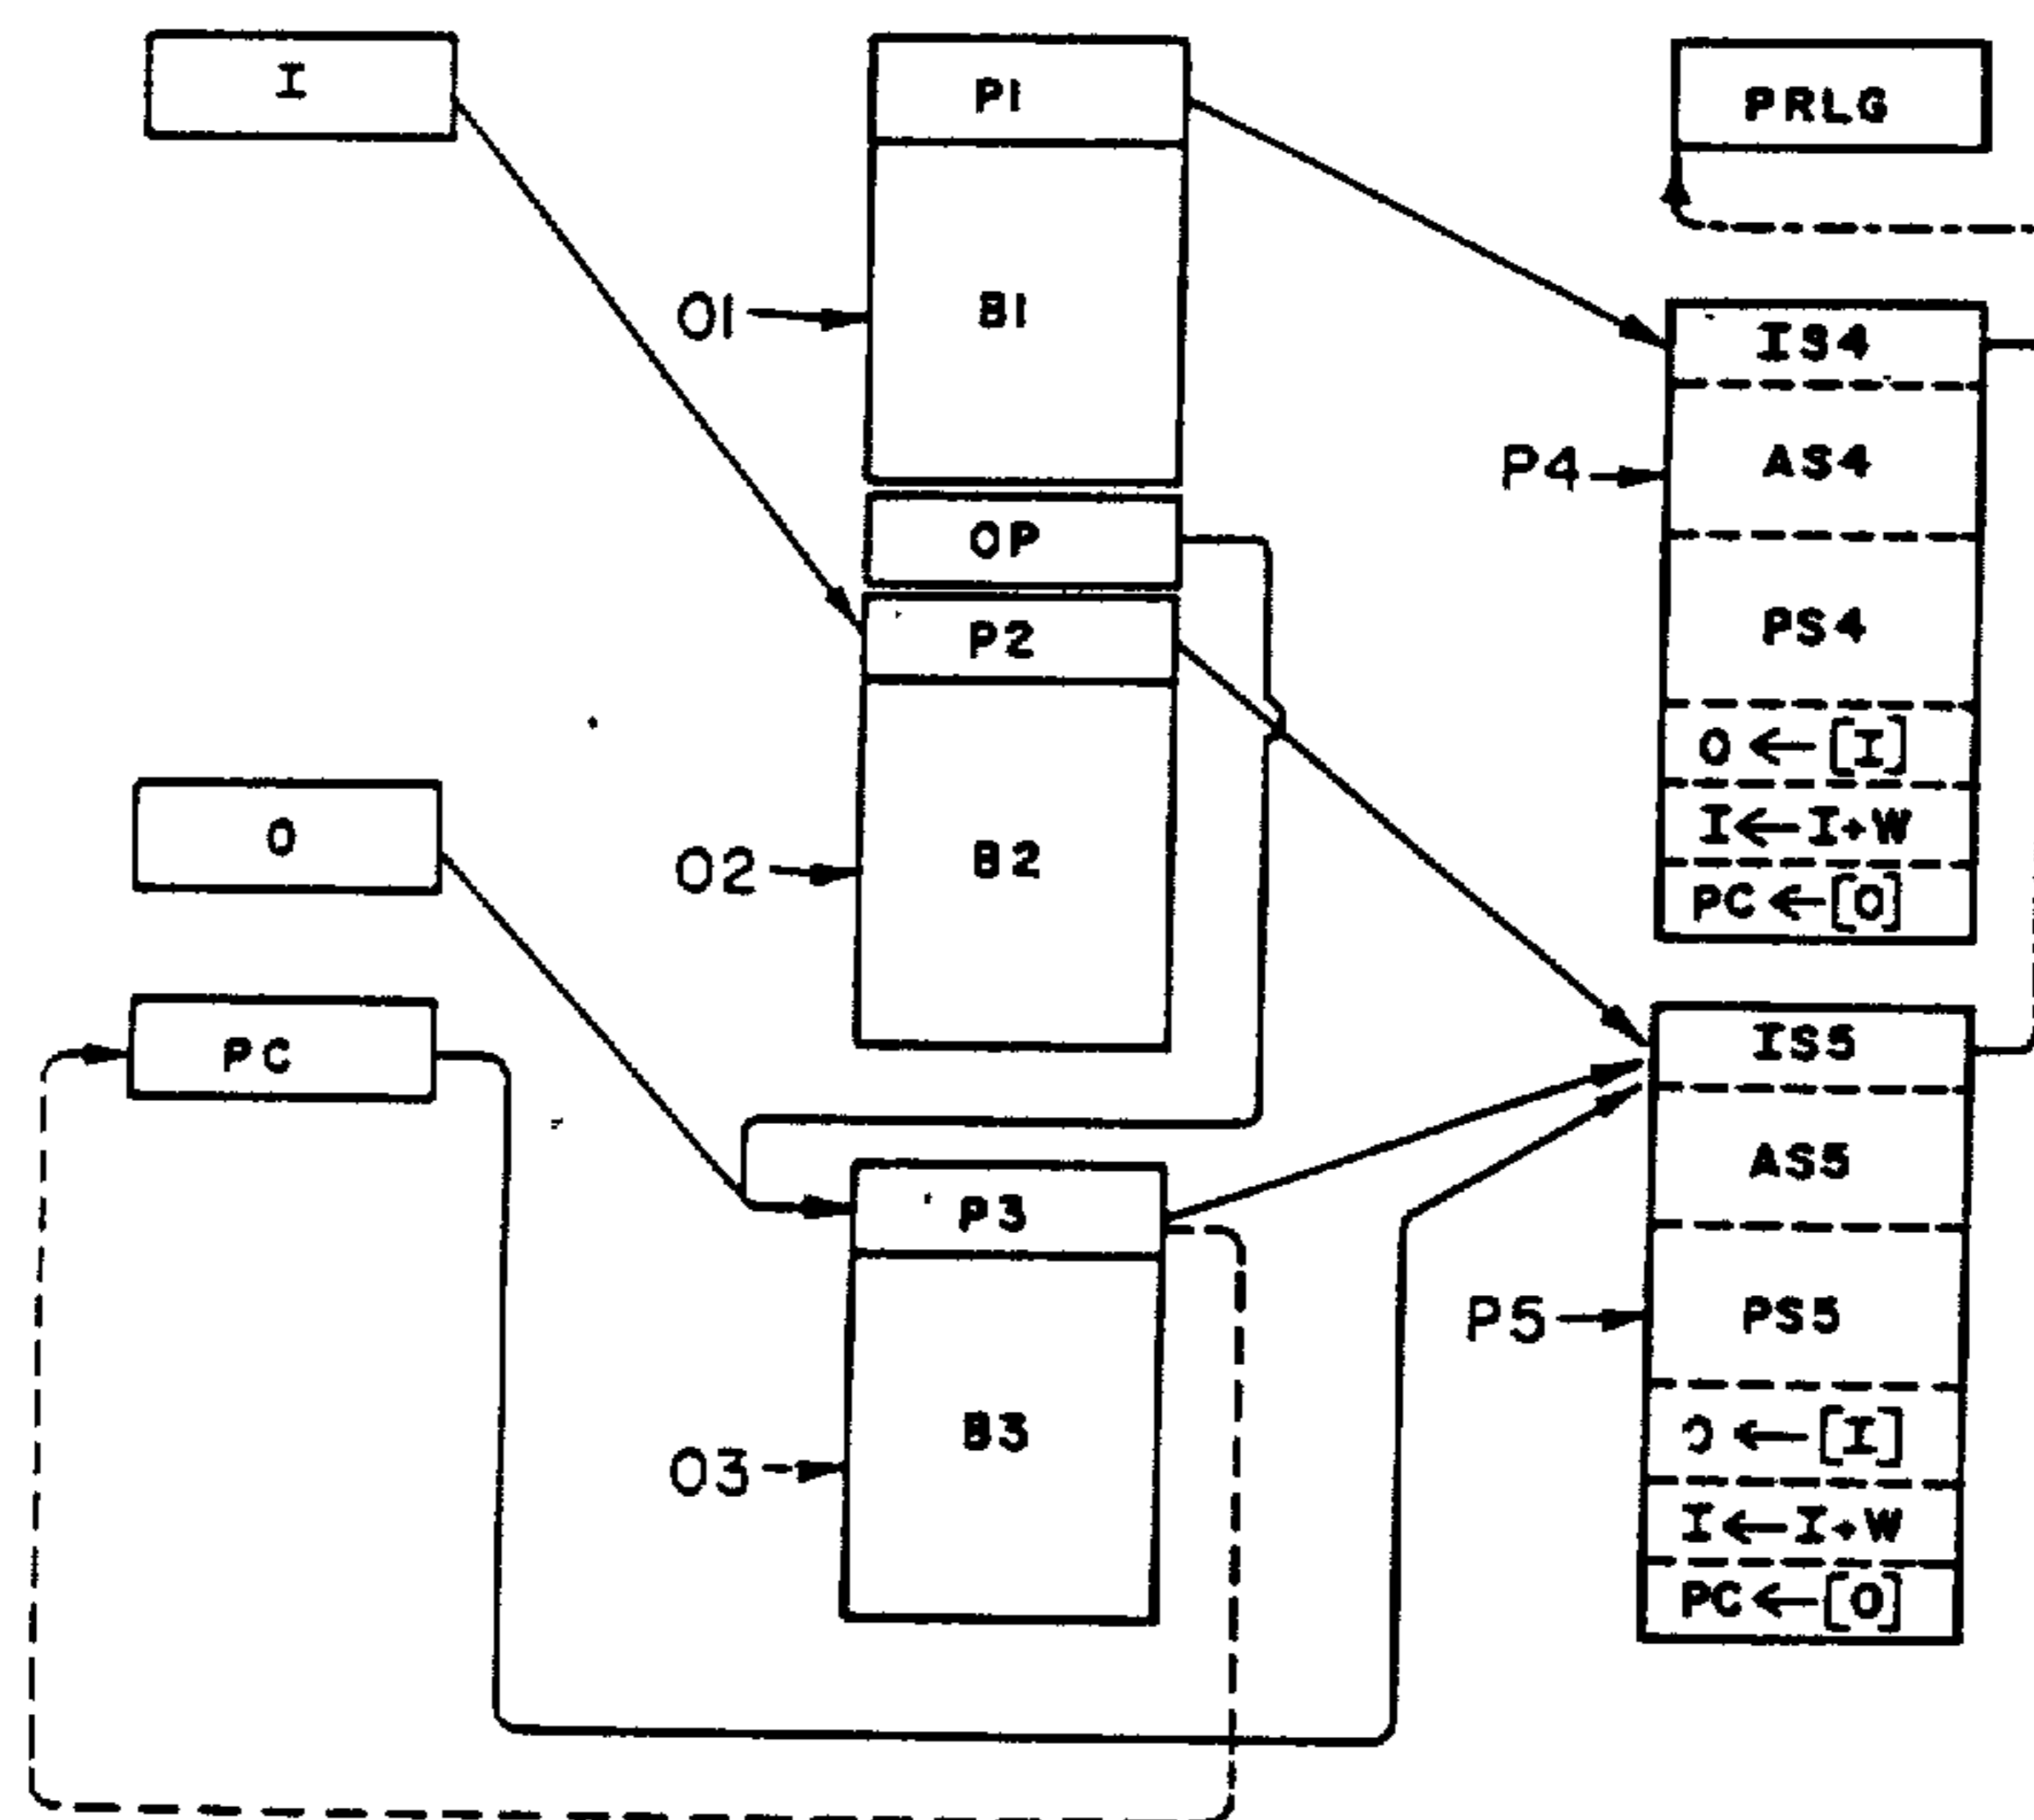 I
P1
PRLG
O1
B1
IS4
P4
AS4
OP
P2
PS4
O ← [I]
O
O2
B2
I ← I+W
PC ← [O]
PC
IS5
AS5
P3
P5
PS5
O3
B3
O ← [I]
I ← I+W
PC ← [O]